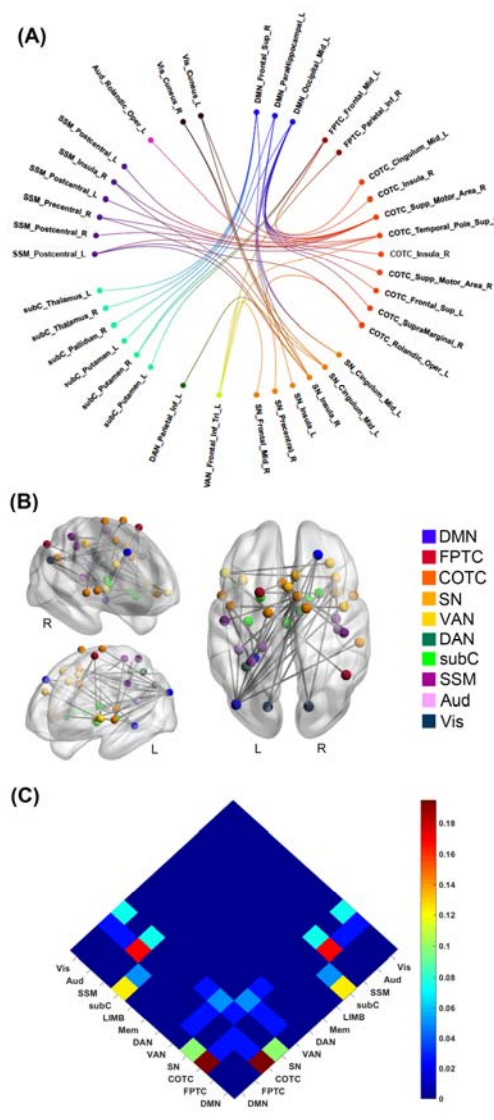 (A)
Aud_Rolandic_Oper_L
Vis_Cuneus_R
Vis_Cuneus_L
DMN_Frontal_Sup_R
DMN_ParaHippocampal_L
DMN_Occipital_Mid_L
FPTC_Frontal_Mid_L
FPTC_Parietal_Inf_R
COTC_Cingulum_Mid_L
COTC_Insula_R
COTC_Supp_Motor_Area_R
COTC_Temporal_Pole_Sup_L
COTC_Insula_R
COTC_Supp_Motor_Area_R
COTC_Frontal_Sup_L
COTC_SupraMarginal_R
COTC_Rolandic_Oper_L
SN_Cingulum_Mid_L
SN_Cingulum_Mid_L
SN_Insula_R
SN_Insula_L
SN_Precentral_R
SN_Frontal_Mid_R
VAN_Frontal_Inf_Tri_L
DAN_Parietal_Inf_L
subC_Putamen_L
subC_Putamen_R
subC_Putamen_L
subC_Pallidum_R
subC_Thalamus_R
subC_Thalamus_L
SSM_Postcentral_L
SSM_Postcentral_R
SSM_Precentral_R
SSM_Postcentral_L
SSM_Insula_R
SSM_Postcentral_L
(B)
R
L
L R
DMN
FPTC
COTC
SN
VAN
DAN
subC
SSM
Aud
Vis
(C)
Vis
Aud
SSM
subC
LIMB
Mem
DAN
VAN
SN
COTC
FPTC
DMN
Vis
Aud
SSM
subC
LIMB
Mem
DAN
VAN
SN
COTC
FPTC
DMN
0.18
0.16
0.14
0.12
0.1
0.08
0.06
0.04
0.02
0